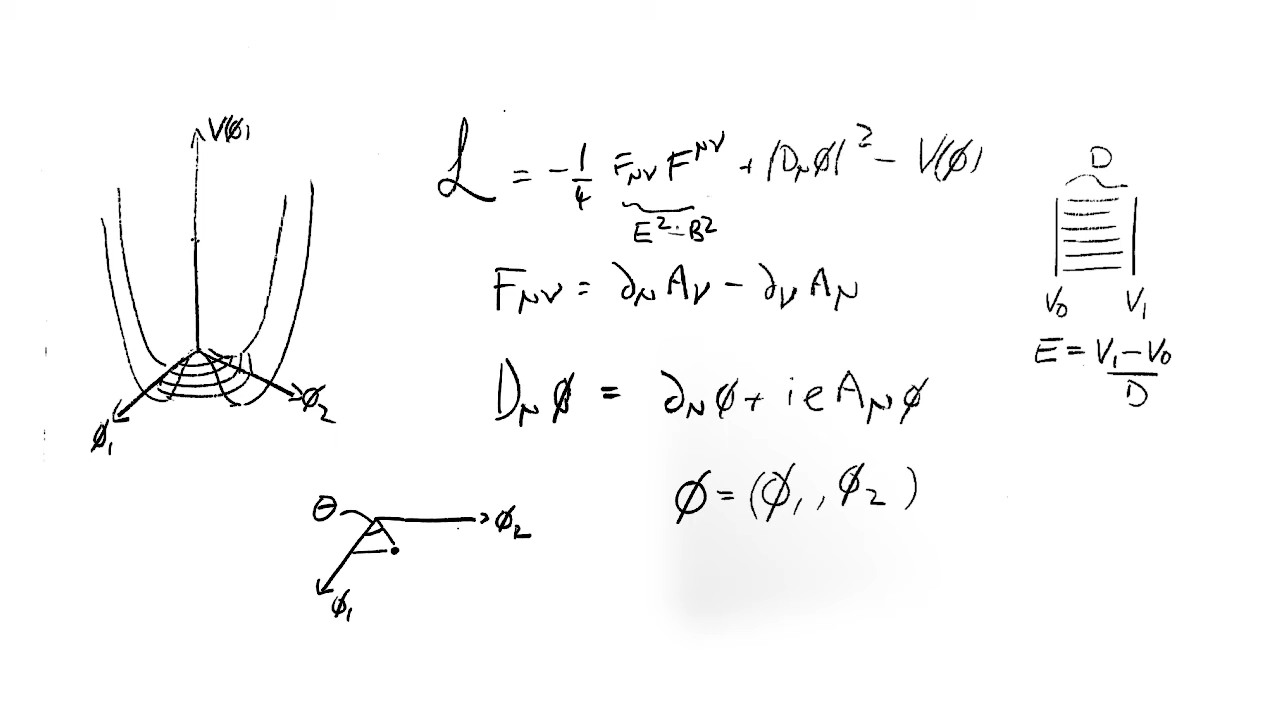 V(φ)
φ₁
φ₂
ℒ = -1/4 F_μν F^μν + |D_μ φ|² - V(φ)
E² - B²
F_μν = ∂_μ A_ν - ∂_ν A_μ
D_μ φ = ∂_μ φ + ieA_μ φ
φ = (φ₁, φ₂)
θ
φ₂
φ₁
D
V₀ V₁
E = V₁-V₀
D